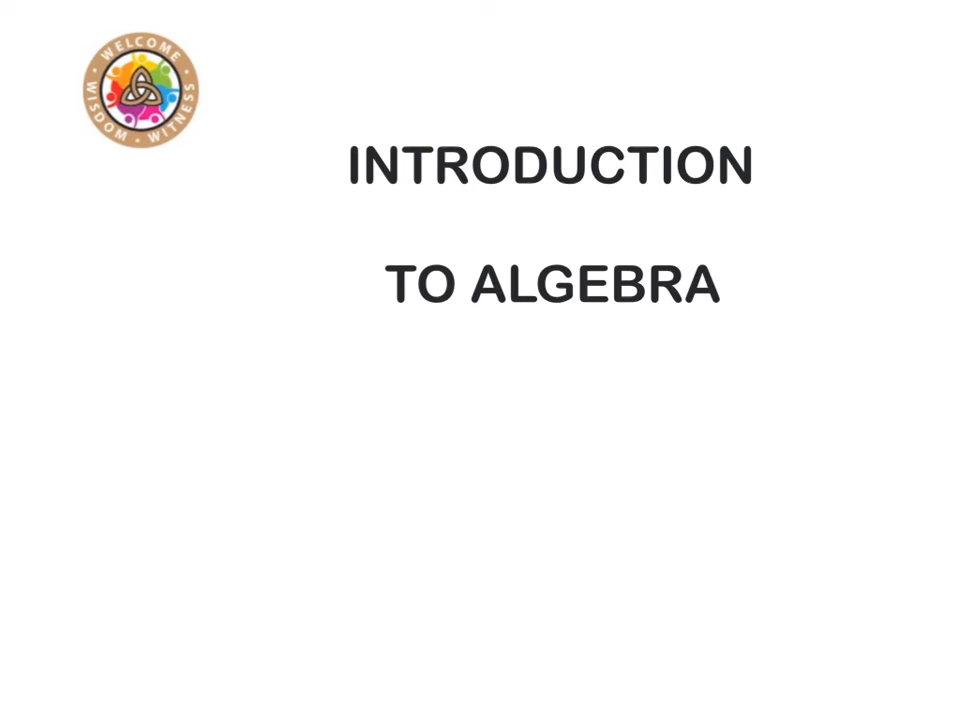 WELCOME
WISDOM • WITNESS
INTRODUCTION
TO ALGEBRA